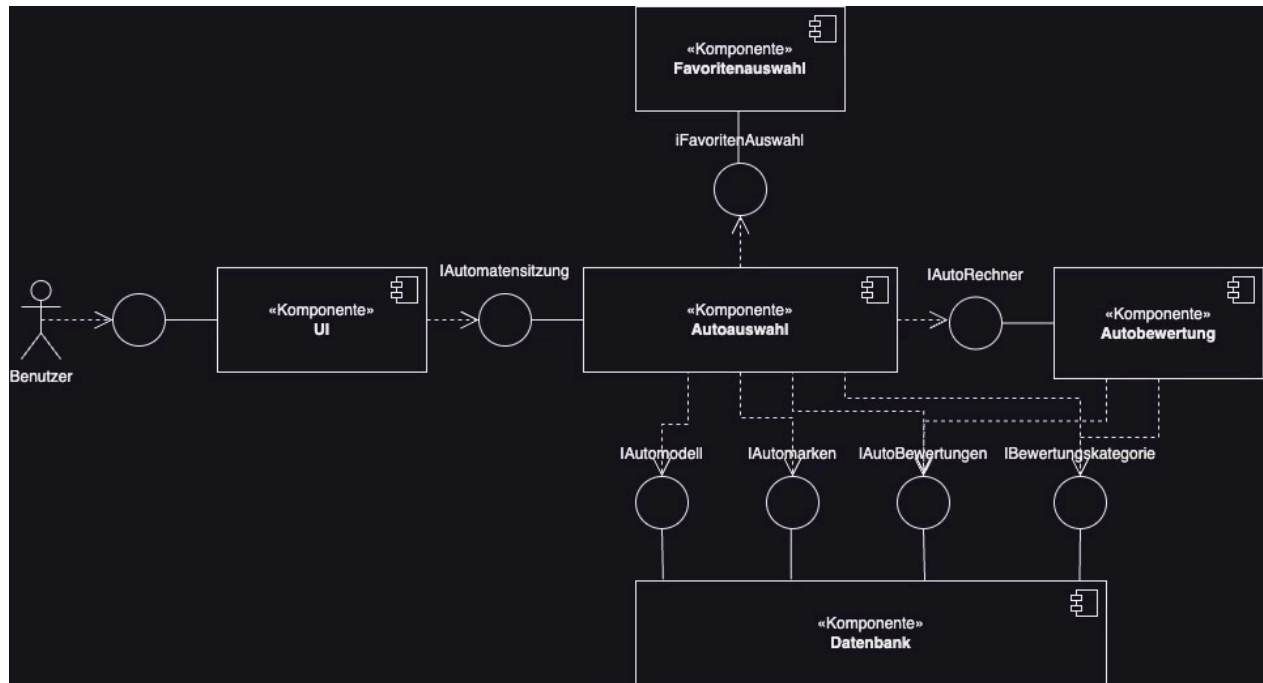 «Komponente»
Favoritenauswahl
iFavoritenAuswahl
IAutomatensitzung
IAutoRechner
«Komponente»
UI
«Komponente»
Autoauswahl
«Komponente»
Autobewertung
Benutzer
IAutomodell
IAutomarken
IAutoBewertungen
IBewertungskategorie
«Komponente»
Datenbank